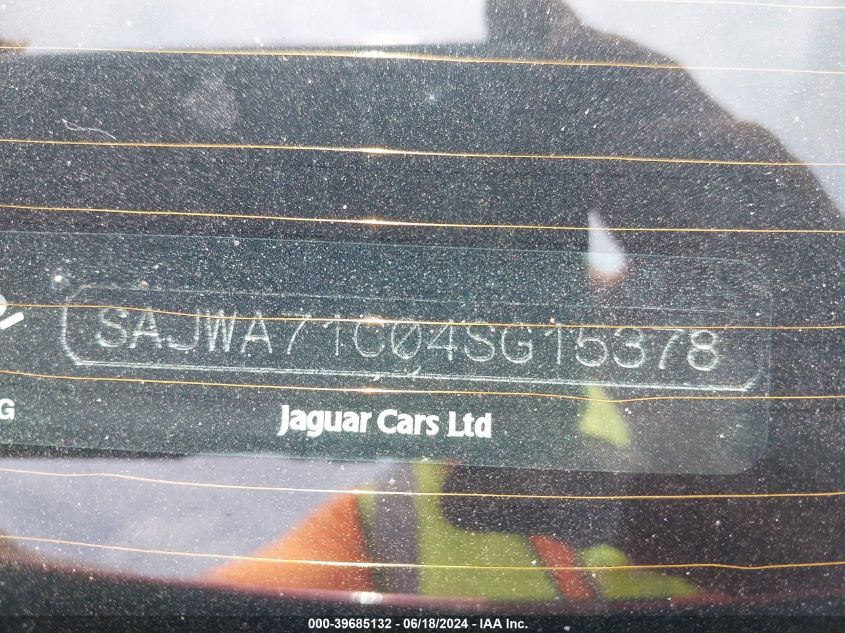 SAJWA71C04SG15378
G
Jaguar Cars Ltd
000-39685132 - 06/18/2024 - IAA Inc.